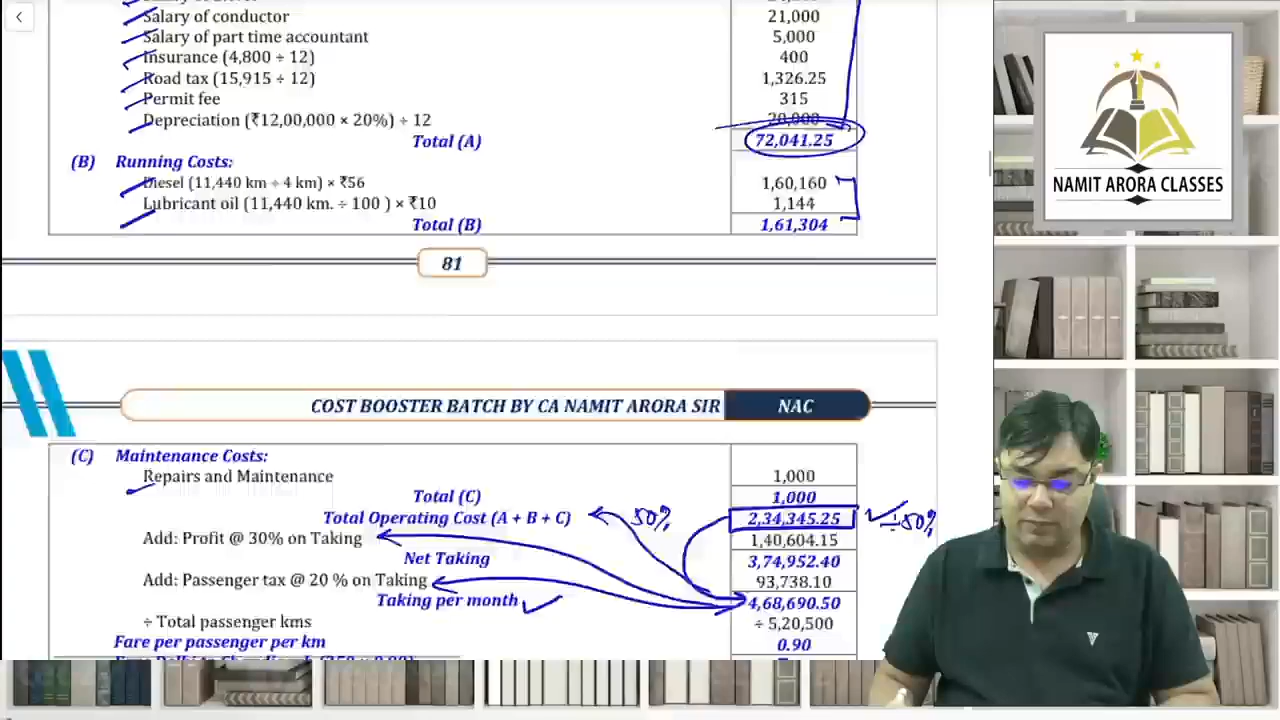 Salary of conductor 21,000
Salary of part time accountant 5,000
Insurance (4,800 ÷ 12) 400
Road tax (15,915 ÷ 12) 1,326.25
Permit fee 315
Depreciation (₹12,00,000 × 20%) ÷ 12 20,000
Total (A) 72,041.25
(B) Running Costs:
Diesel (11,440 km ÷ 4 km) × ₹56 1,60,160
Lubricant oil (11,440 km. ÷ 100 ) × ₹10 1,144
Total (B) 1,61,304
81
COST BOOSTER BATCH BY CA NAMIT ARORA SIR NAC
(C) Maintenance Costs:
Repairs and Maintenance 1,000
Total (C) 1,000
Total Operating Cost (A + B + C) 50% 2,34,345.25 ÷50%
Add: Profit @ 30% on Taking 1,40,604.15
Net Taking 3,74,952.40
Add: Passenger tax @ 20 % on Taking 93,738.10
Taking per month 4,68,690.50
÷ Total passenger kms ÷ 5,20,500
Fare per passenger per km 0.90
NAMIT ARORA CLASSES